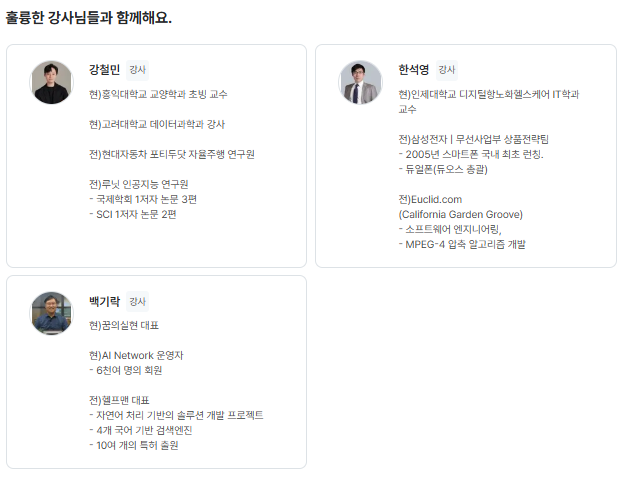 훌륭한 강사님들과 함께해요.
강철민 강사
현)홍익대학교 교양학과 초빙 교수
현)고려대학교 데이터과학과 강사
전)현대자동차 포티투닷 자율주행 연구원
전)루닛 인공지능 연구원
- 국제학회 1저자 논문 3편
- SCI 1저자 논문 2편
한석영 강사
현)인제대학교 디지털항노화헬스케어 IT학과
교수
전)삼성전자 | 무선사업부 상품전략팀
- 2005년 스마트폰 국내 최초 런칭.
- 듀얼폰(듀오스 총괄)
전)Euclid.com
(California Garden Groove)
- 소프트웨어 엔지니어링,
- MPEG-4 압축 알고리즘 개발
백기락 강사
현)꿈의실현 대표
현)AI Network 운영자
- 6천여 명의 회원
전)헬프맨 대표
- 자연어 처리 기반의 솔루션 개발 프로젝트
- 4개 국어 기반 검색엔진
- 10여 개의 특허 출원